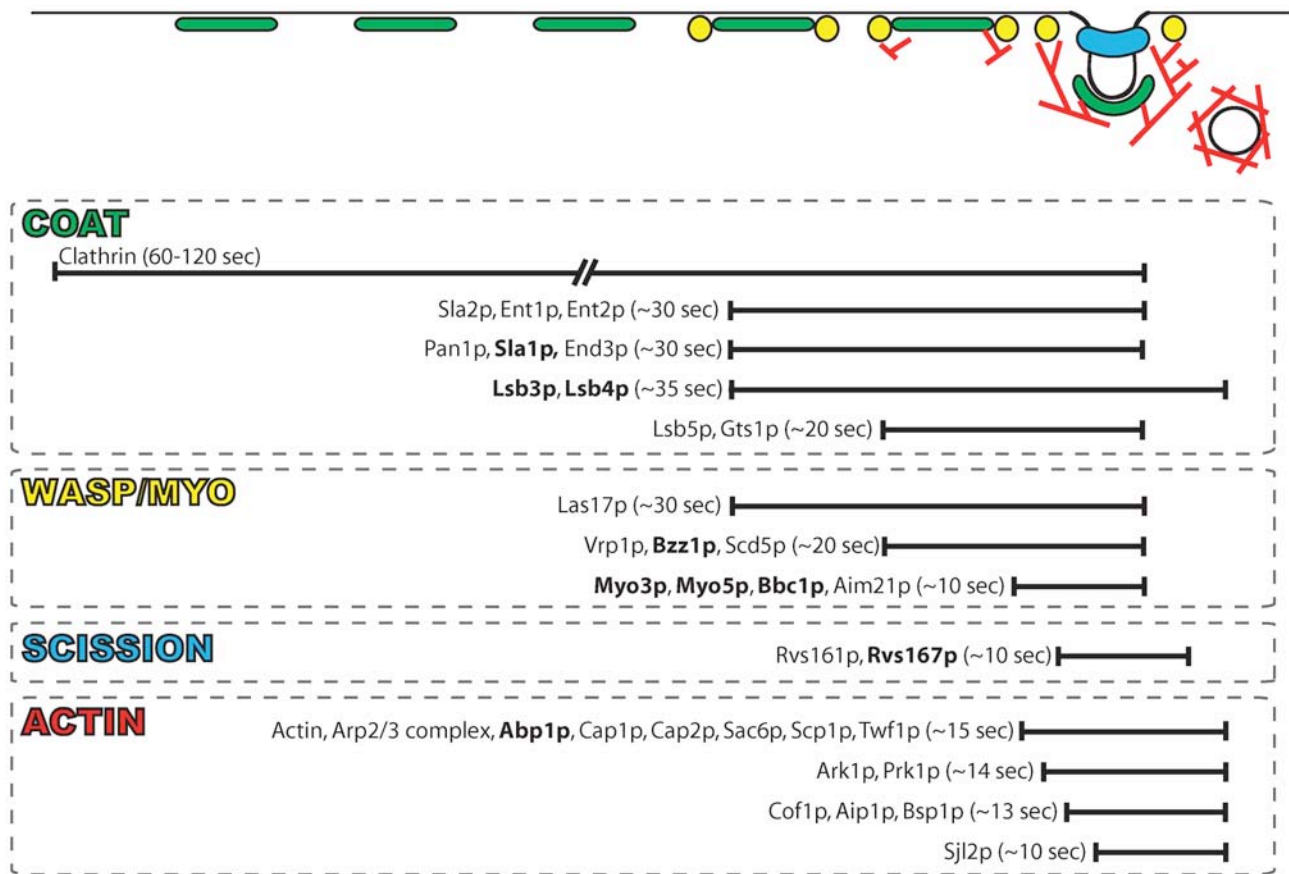 COAT
Clathrin (60-120 sec)
Sla2p, Ent1p, Ent2p (~30 sec)
Pan1p, Sla1p, End3p (~30 sec)
Lsb3p, Lsb4p (~35 sec)
Lsb5p, Gts1p (~20 sec)
WASP/MYO
Las17p (~30 sec)
Vrp1p, Bzz1p, Scd5p (~20 sec)
Myo3p, Myo5p, Bbc1p, Aim21p (~10 sec)
SCISSION
Rvs161p, Rvs167p (~10 sec)
ACTIN
Actin, Arp2/3 complex, Abp1p, Cap1p, Cap2p, Sac6p, Scp1p, Twf1p (~15 sec)
Ark1p, Prk1p (~14 sec)
Cof1p, Aip1p, Bsp1p (~13 sec)
Sjl2p (~10 sec)